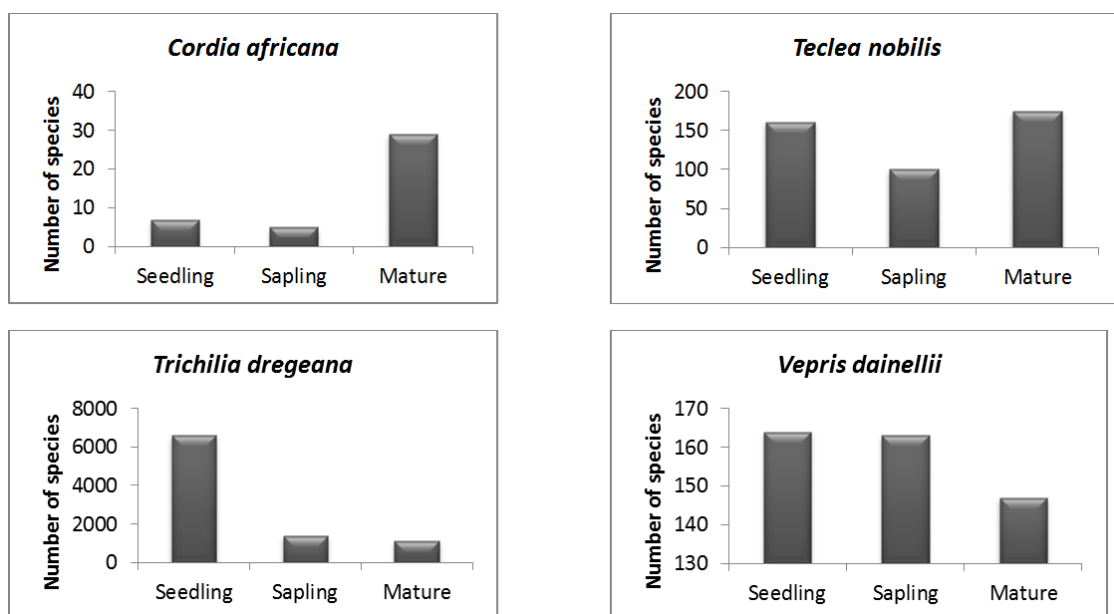 Cordia africana
Number of species
40
30
20
10
0
Seedling Sapling Mature
Teclea nobilis
Number of species
200
150
100
50
0
Seedling Sapling Mature
Trichilia dregeana
Number of species
8000
6000
4000
2000
0
Seedling Sapling Mature
Vepris dainellii
Number of species
170
160
150
140
130
Seedling Sapling Mature